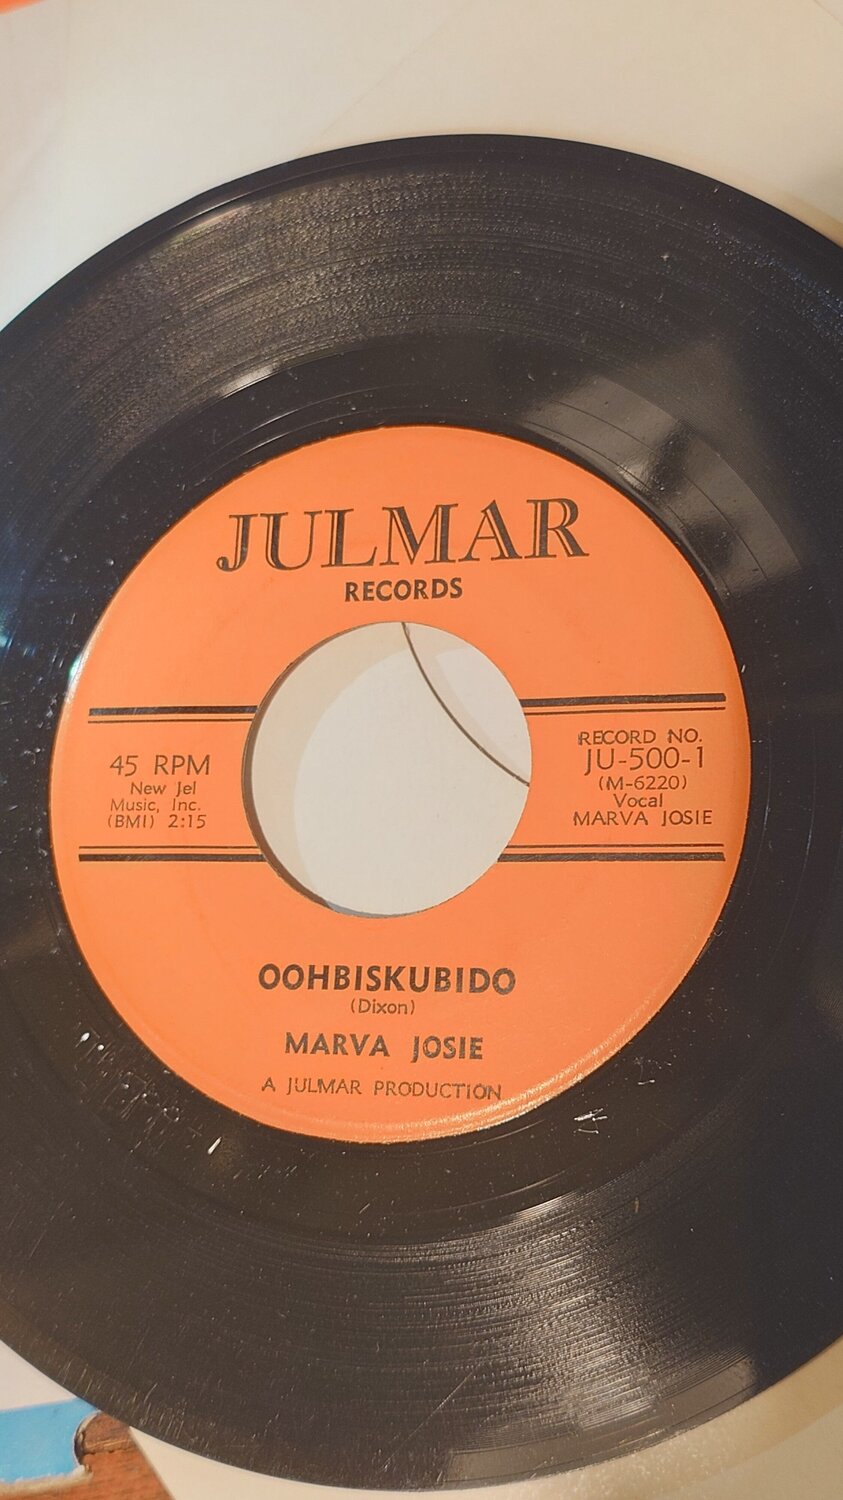 JULMAR
RECORDS
45 RPM
New Jel
Music, Inc.
(BMI) 2:15
RECORD NO.
JU-500-1
(M-6220)
Vocal
MARVA JOSIE
OOHBISKUBIDO
(Dixon)
MARVA JOSIE
A JULMAR PRODUCTION